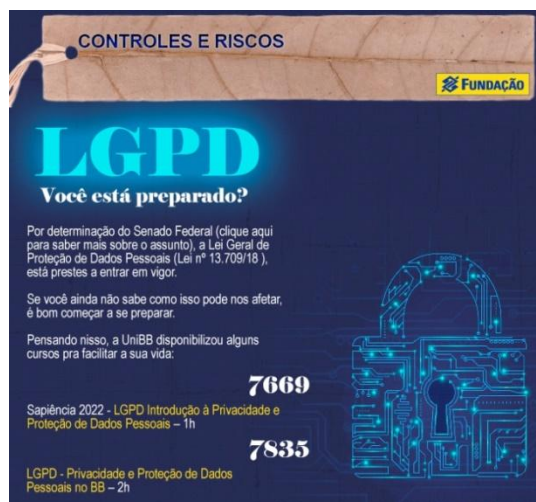 CONTROLES E RISCOS
FUNDAÇÃO
LGPD
Você está preparado?
Por determinação do Senado Federal (clique aqui
para saber mais sobre o assunto), a Lei Geral de
Proteção de Dados Pessoais (Lei nº 13.709/18 ),
está prestes a entrar em vigor.
Se você ainda não sabe como isso pode nos afetar,
é bom começar a se preparar.
Pensando nisso, a UniBB disponibilizou alguns
cursos pra facilitar a sua vida:
7669
Sapiência 2022 - LGPD Introdução à Privacidade e
Proteção de Dados Pessoais – 1h
7835
LGPD - Privacidade e Proteção de Dados
Pessoais no BB – 2h